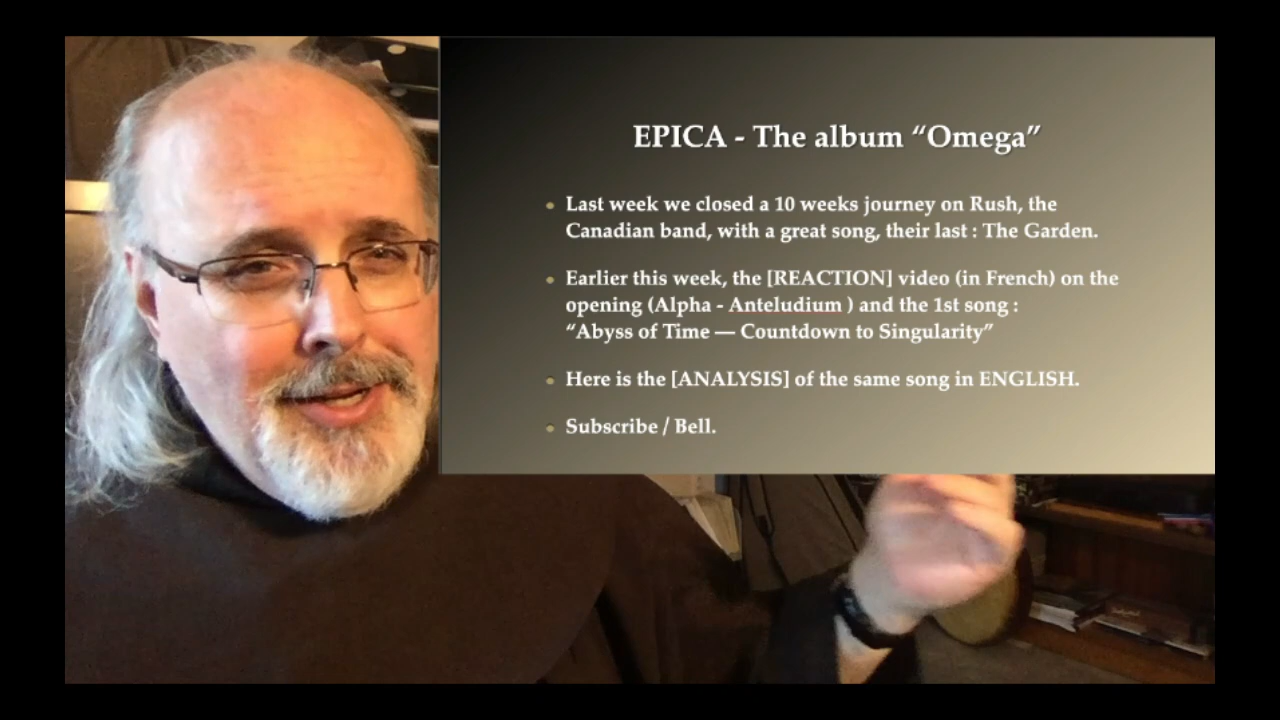 EPICA - The album “Omega”
Last week we closed a 10 weeks journey on Rush, the
Canadian band, with a great song, their last : The Garden.
Earlier this week, the [REACTION] video (in French) on the
opening (Alpha - Anteludium ) and the 1st song :
“Abyss of Time — Countdown to Singularity”
Here is the [ANALYSIS] of the same song in ENGLISH.
Subscribe / Bell.